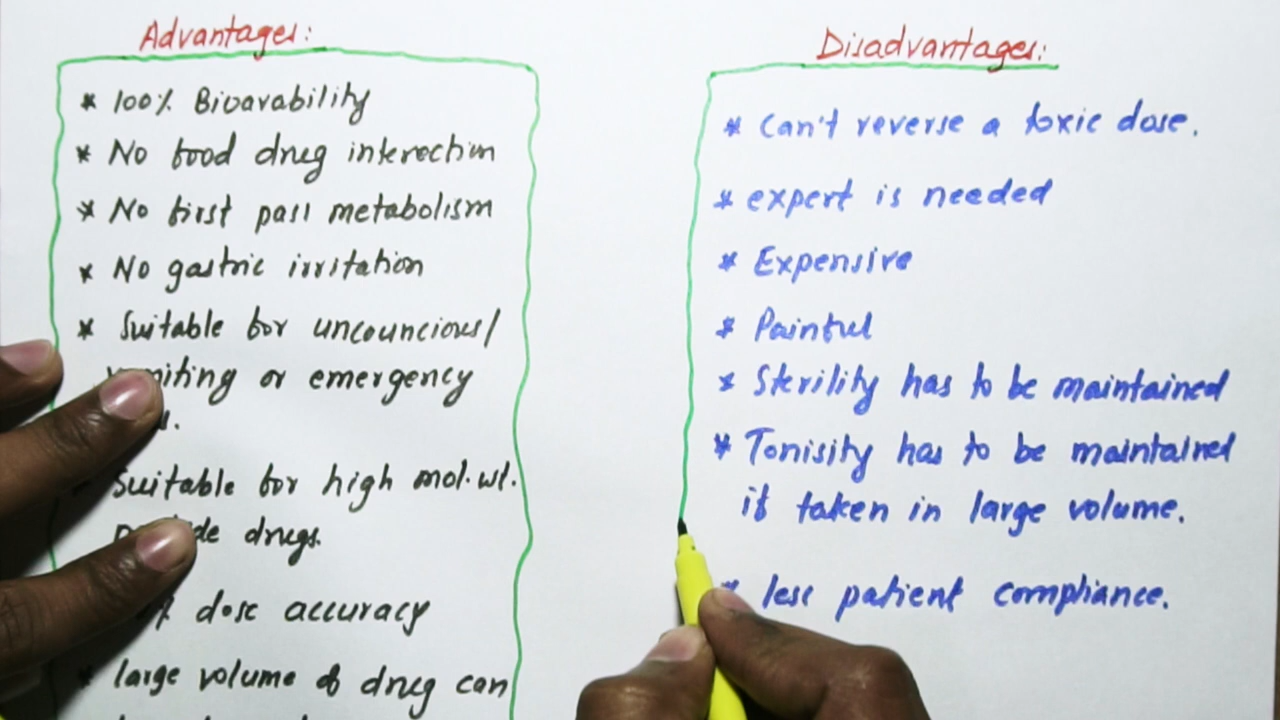 Advantages:
* 100% Bioavability
* No food drug interaction
* No first pass metabolism
* No gastric irritation
* Suitable for uncouncious/
vomiting or emergency
Suitable for high mol. wt.
drugs.
dose accuracy
* large volume of drug can
Disadvantages:
* Can't reverse a toxic dose.
* expert is needed
* Expensive
* Painful
* Sterility has to be maintained
* Tonisity has to be maintained
if taken in large volume.
* less patient compliance.